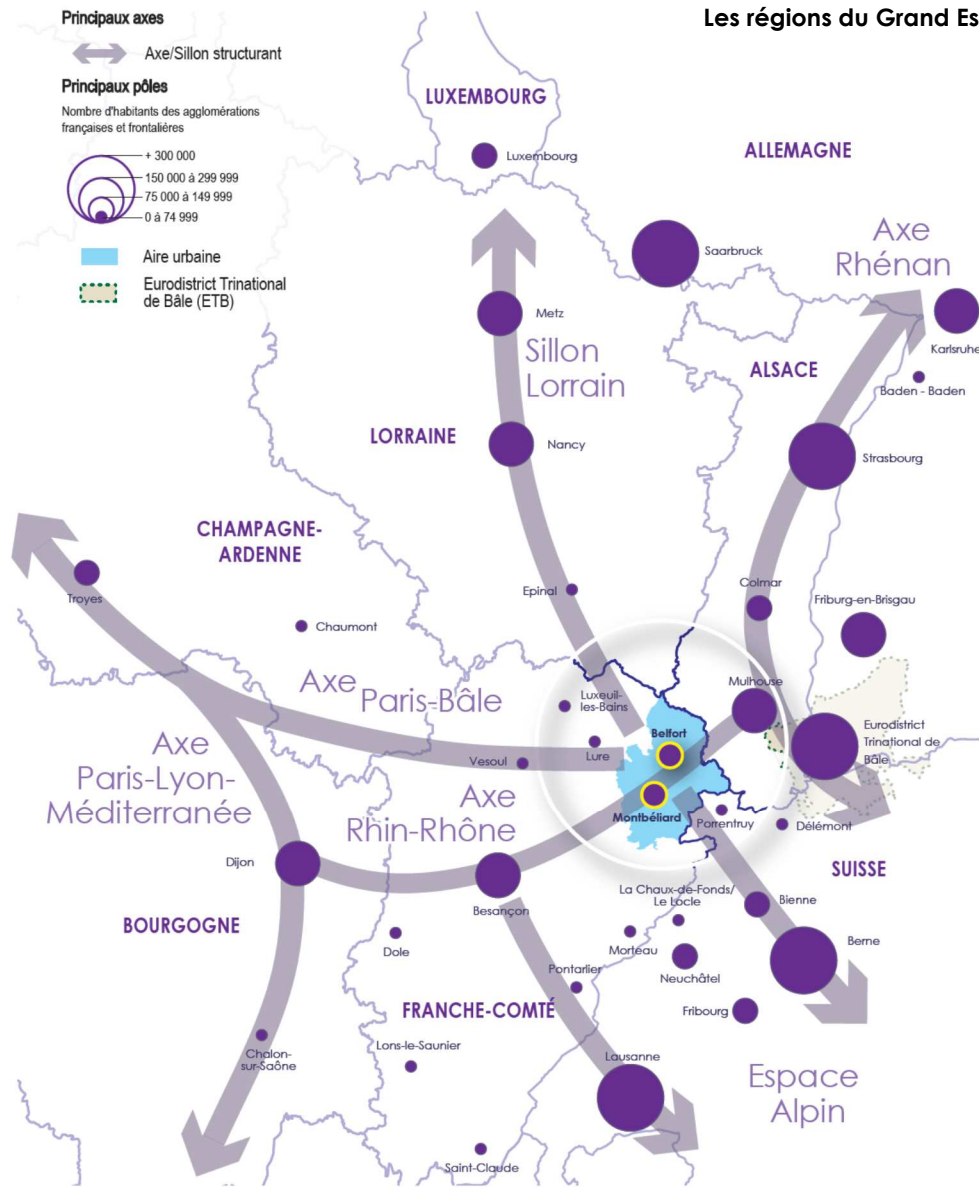 Les régions du Grand Es
Principaux axes
Axe/Sillon structurant
Principaux pôles
Nombre d'habitants des agglomérations
françaises et frontalières
+ 300 000
150 000 à 299 999
75 000 à 149 999
0 à 74 999
Aire urbaine
Eurodistrict Trinational
de Bâle (ETB)
LUXEMBOURG
Luxembourg
ALLEMAGNE
Saarbruck
Axe
Rhénan
Metz
Karlsruhe
Sillon
Lorrain
ALSACE
Baden - Baden
LORRAINE
Nancy
Strasbourg
CHAMPAGNE-
ARDENNE
Troyes
Epinal
Colmar
Friburg-en-Brisgau
Chaumont
Axe
Paris-Bâle
Luxeuil-
les-Bains
Mulhouse
Belfort
Eurodistrict
Trinational de
Bâle
Axe
Paris-Lyon-
Méditerranée
Vesoul
Lure
Axe
Rhin-Rhône
Montbéliard
Porrentruy
Délémont
Dijon
SUISSE
Besançon
La Chaux-de-Fonds/
Le Locle
Bienne
BOURGOGNE
Dole
Morteau
Neuchâtel
Berne
Pontarlier
FRANCHE-COMTÉ
Fribourg
Chalon-
sur-Saône
Lons-le-Saunier
Lausanne
Espace
Alpin
Saint-Claude